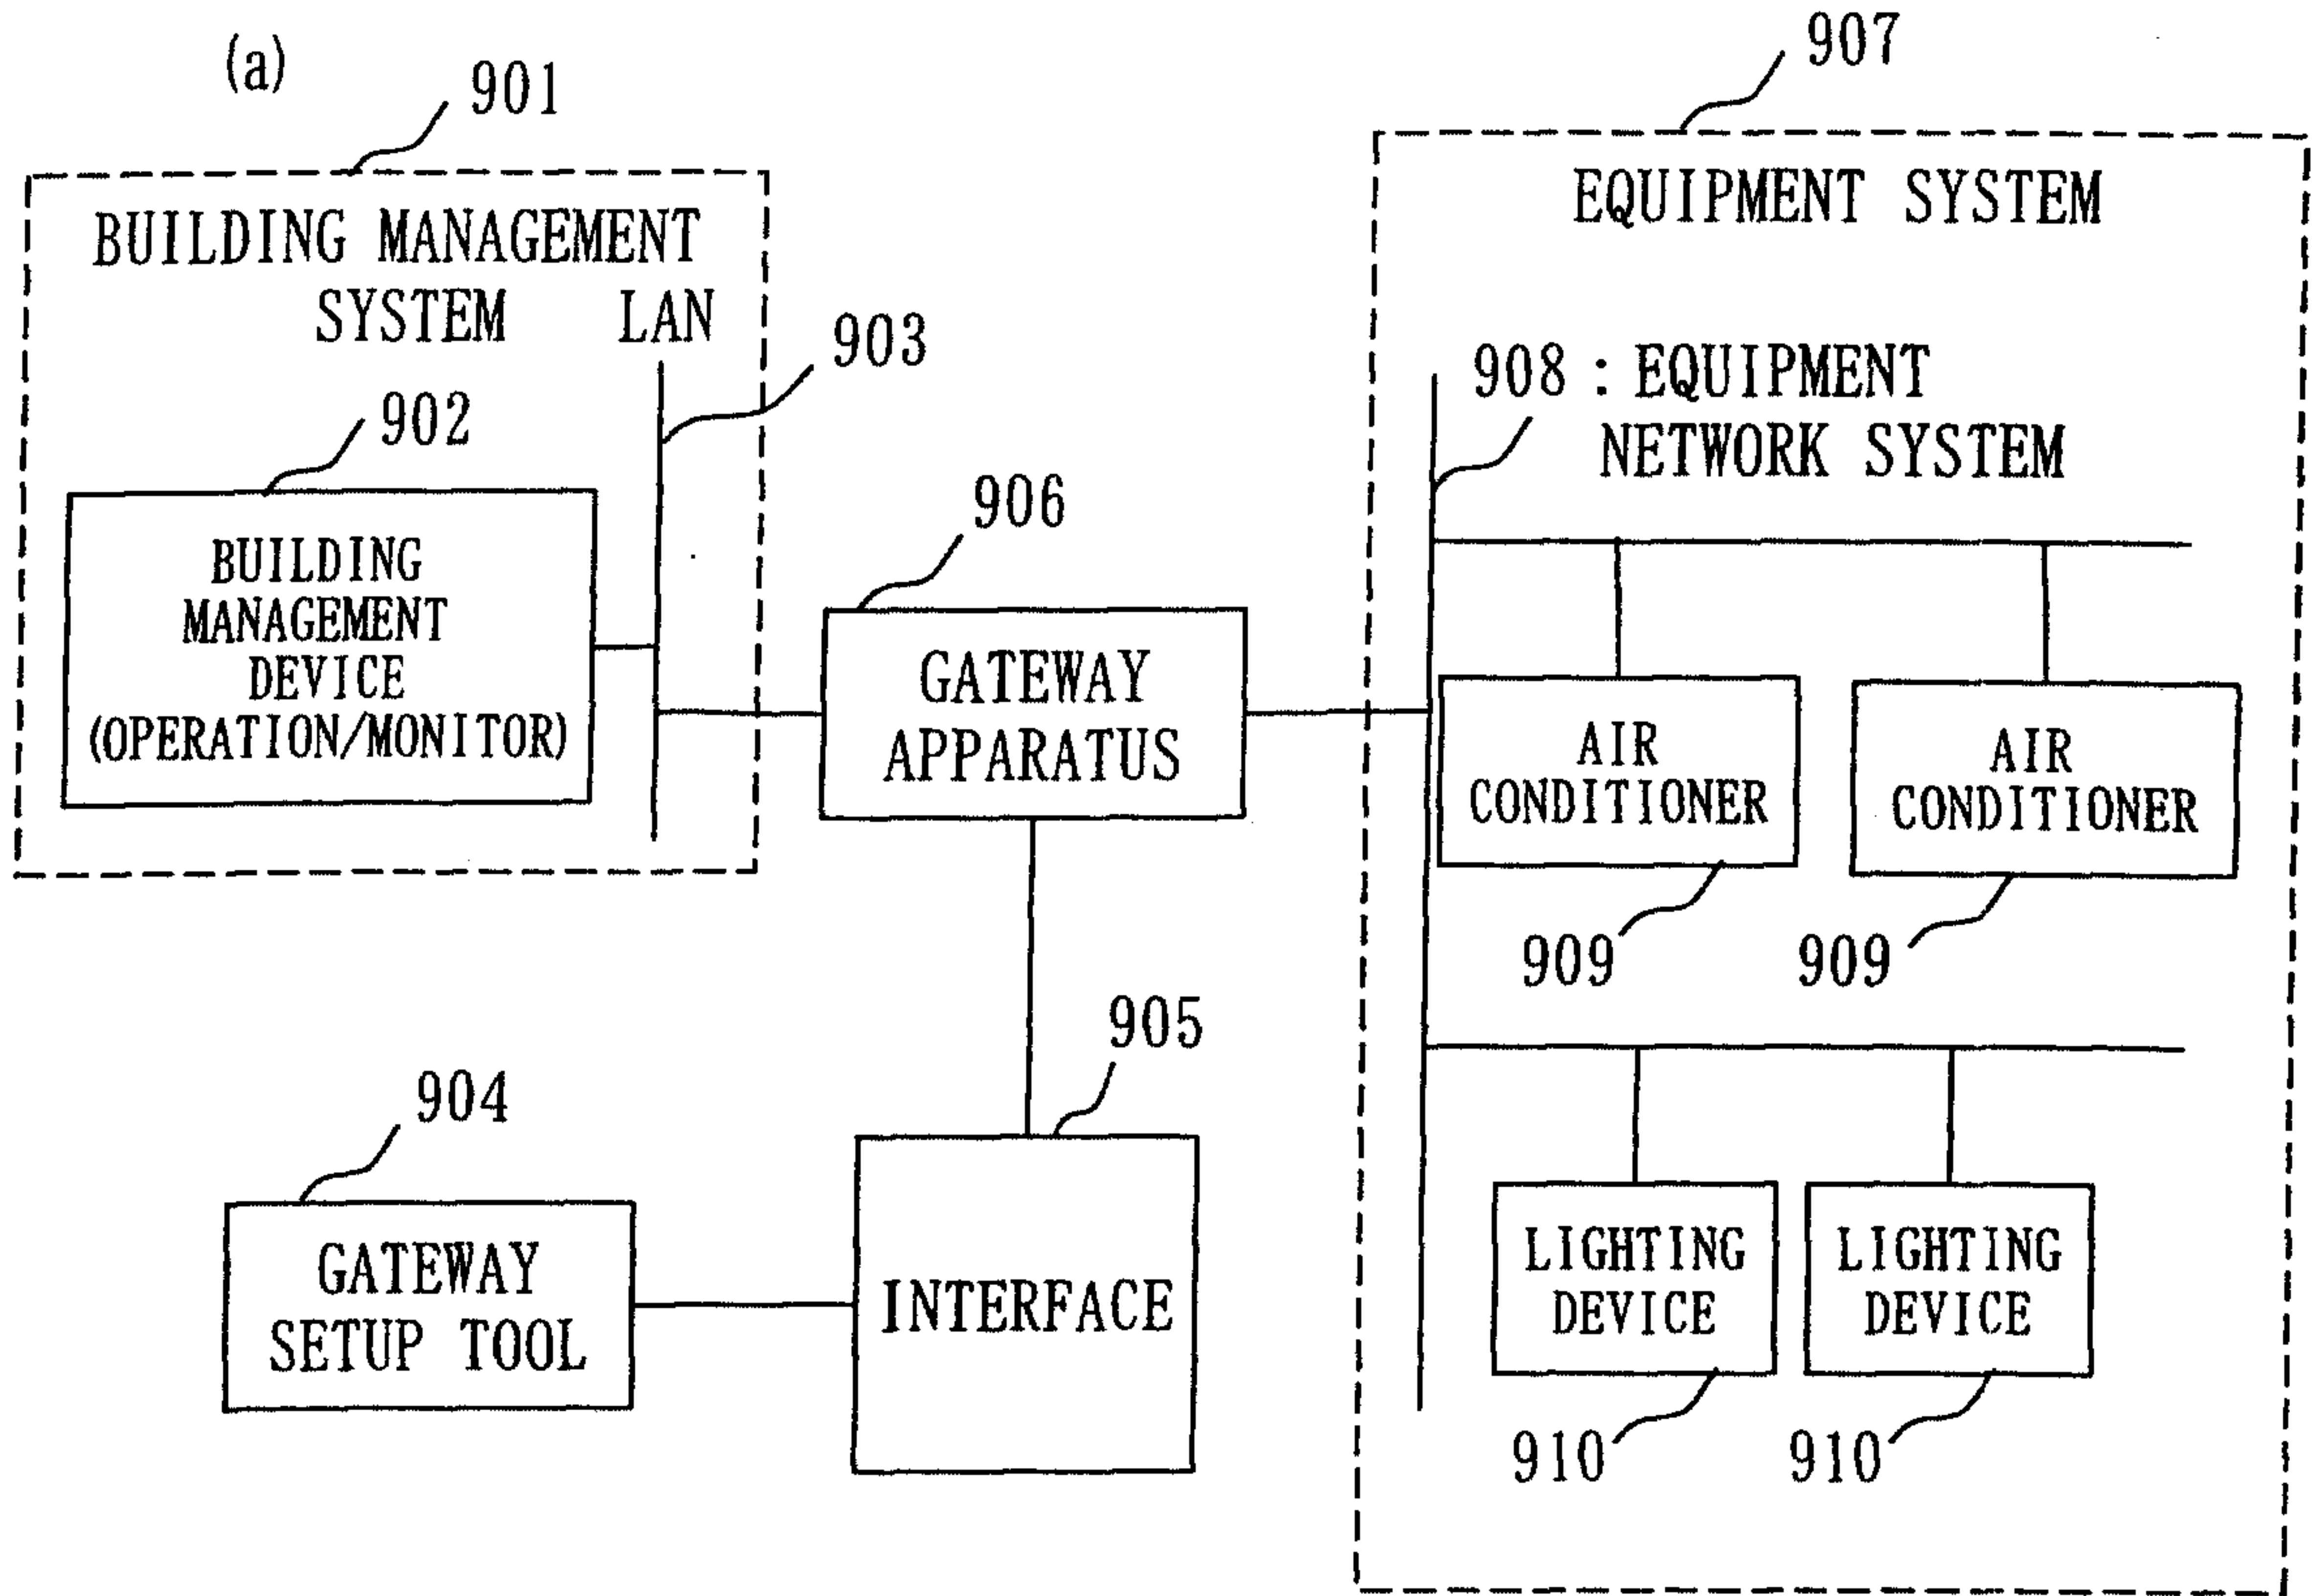 (a)
901
BUILDING MANAGEMENT
SYSTEM LAN
903
902
BUILDING
MANAGEMENT
DEVICE
(OPERATION/MONITOR)
906
GATEWAY
APPARATUS
905
904
GATEWAY
SETUP TOOL
INTERFACE
907
EQUIPMENT SYSTEM
908 : EQUIPMENT
NETWORK SYSTEM
AIR
CONDITIONER
AIR
CONDITIONER
909
909
LIGHTING
DEVICE
LIGHTING
DEVICE
910
910